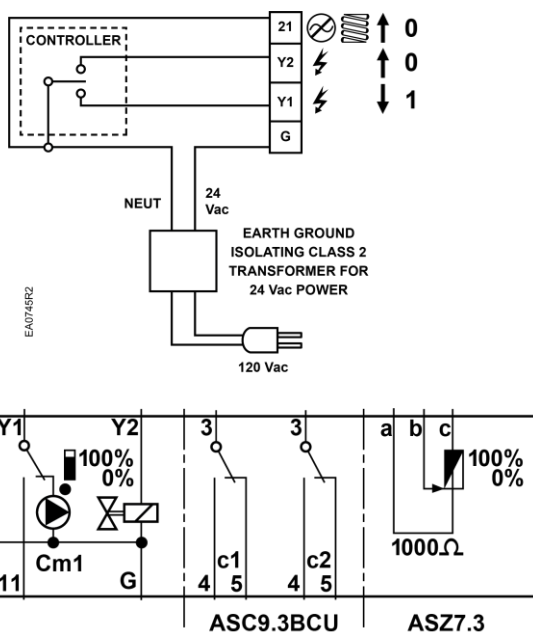 21
0
CONTROLLER
Y2
0
Y1
1
G
NEUT
24
Vac
EARTH GROUND
ISOLATING CLASS 2
TRANSFORMER FOR
24 Vac POWER
EA0745R2
120 Vac
Y1
Y2
3
3
a
b
c
100%
0%
100%
0%
Cm1
c1
c2
1000Ω
11
G
4
5
4
5
ASC9.3BCU
ASZ7.3